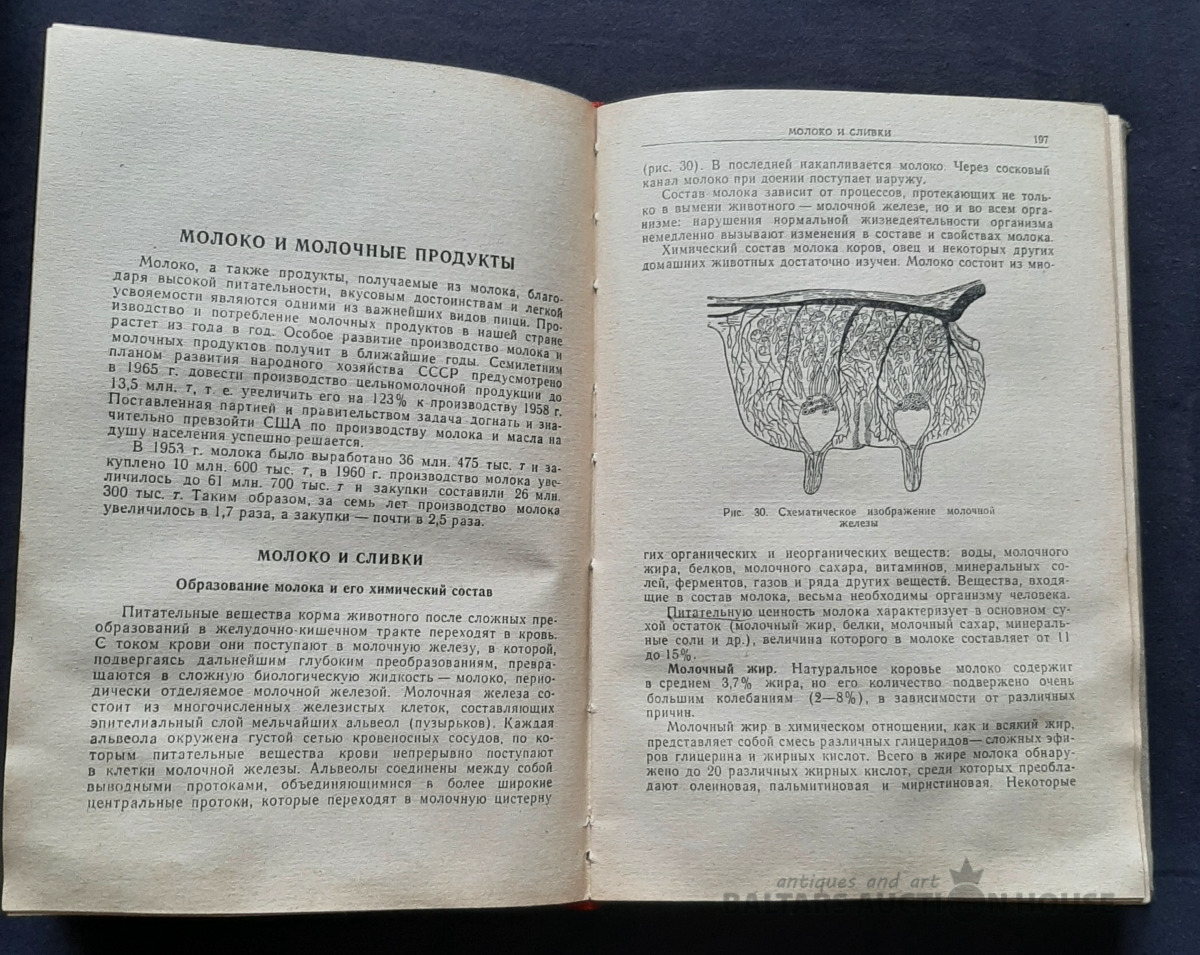 МОЛОКО И МОЛОЧНЫЕ ПРОДУКТЫ
Молоко, а также продукты, получаемые из молока, благо-
даря высокой питательности, вкусовым достоинствам и легкой
усвояемости являются одними из важнейших видов пищи. Про-
изводство и потребление молочных продуктов в нашей стране
растет из года в год. Особое развитие производство молока и
молочных продуктов получит в ближайшие годы. Семилетним
планом развития народного хозяйства СССР предусмотрено
в 1965 г. довести производство цельномолочной продукции до
13,5 млн. т, т. е. увеличить его на 123% к производству 1958 г.
Поставленная партией и правительством задача догнать и зна-
чительно превзойти США по производству молока и масла на
душу населения успешно решается.
В 1953 г. молока было выработано 36 млн. 475 тыс. т и за-
куплено 10 млн. 600 тыс. т, в 1960 г. производство молока уве-
личилось до 61 млн. 700 тыс. т и закупки составили 26 млн.
300 тыс. т. Таким образом, за семь лет производство молока
увеличилось в 1,7 раза, а закупки — почти в 2,5 раза.
МОЛОКО И СЛИВКИ
Образование молока и его химический состав
Питательные вещества корма животного после сложных пре-
образований в желудочно-кишечном тракте переходят в кровь.
С током крови они поступают в молочную железу, в которой,
подвергаясь дальнейшим глубоким преобразованиям, превра-
щаются в сложную биологическую жидкость — молоко, перио-
дически отделяемое молочной железой. Молочная железа со-
стоит из многочисленных железистых клеток, составляющих
эпителиальный слой мельчайших альвеол (пузырьков). Каждая
альвеола окружена густой сетью кровеносных сосудов, по ко-
торым питательные вещества крови непрерывно поступают
в клетки молочной железы. Альвеолы соединены между собой
выводными протоками, объединяющимися в более широкие
центральные протоки, которые переходят в молочную цистерну
МОЛОКО И СЛИВКИ
197
(рис. 30). В последней накапливается молоко. Через сосковый
канал молоко при доении поступает наружу.
Состав молока зависит от процессов, протекающих не толь-
ко в вымени животного — молочной железе, но и во всем орга-
низме: нарушения нормальной жизнедеятельности организма
немедленно вызывают изменения в составе и свойствах молока.
Химический состав молока коров, овец и некоторых других
домашних животных достаточно изучен. Молоко состоит из мно-
Рис. 30. Схематическое изображение молочной
железы
гих органических и неорганических веществ: воды, молочного
жира, белков, молочного сахара, витаминов, минеральных со-
лей, ферментов, газов и ряда других веществ. Вещества, входя-
щие в состав молока, весьма необходимы организму человека.
Питательную ценность молока характеризует в основном су-
хой остаток (молочный жир, белки, молочный сахар, минераль-
ные соли и др.), величина которого в молоке составляет от 11
до 15%.
Молочный жир. Натуральное коровье молоко содержит
в среднем 3,7% жира, но его количество подвержено очень
большим колебаниям (2—8%), в зависимости от различных
причин.
Молочный жир в химическом отношении, как и всякий жир,
представляет собой смесь различных глицеридов—сложных эфи-
ров глицерина и жирных кислот. Всего в жире молока обнару-
жено до 20 различных жирных кислот, среди которых преобла-
дают олеиновая, пальмитиновая и миристиновая. Некоторые
antiques and art
BALTARS AUCTION HOUSE